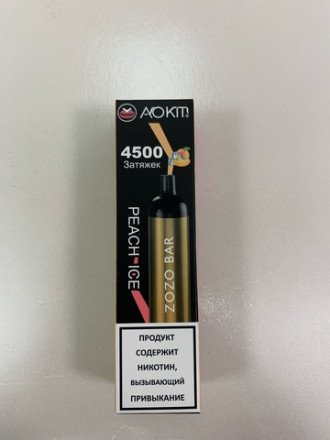 AOKIT
4500
Затяжек
PEACH ICE
ZOZO BAR
ПРОДУКТ
СОДЕРЖИТ
НИКОТИН,
ВЫЗЫВАЮЩИЙ
ПРИВЫКАНИЕ